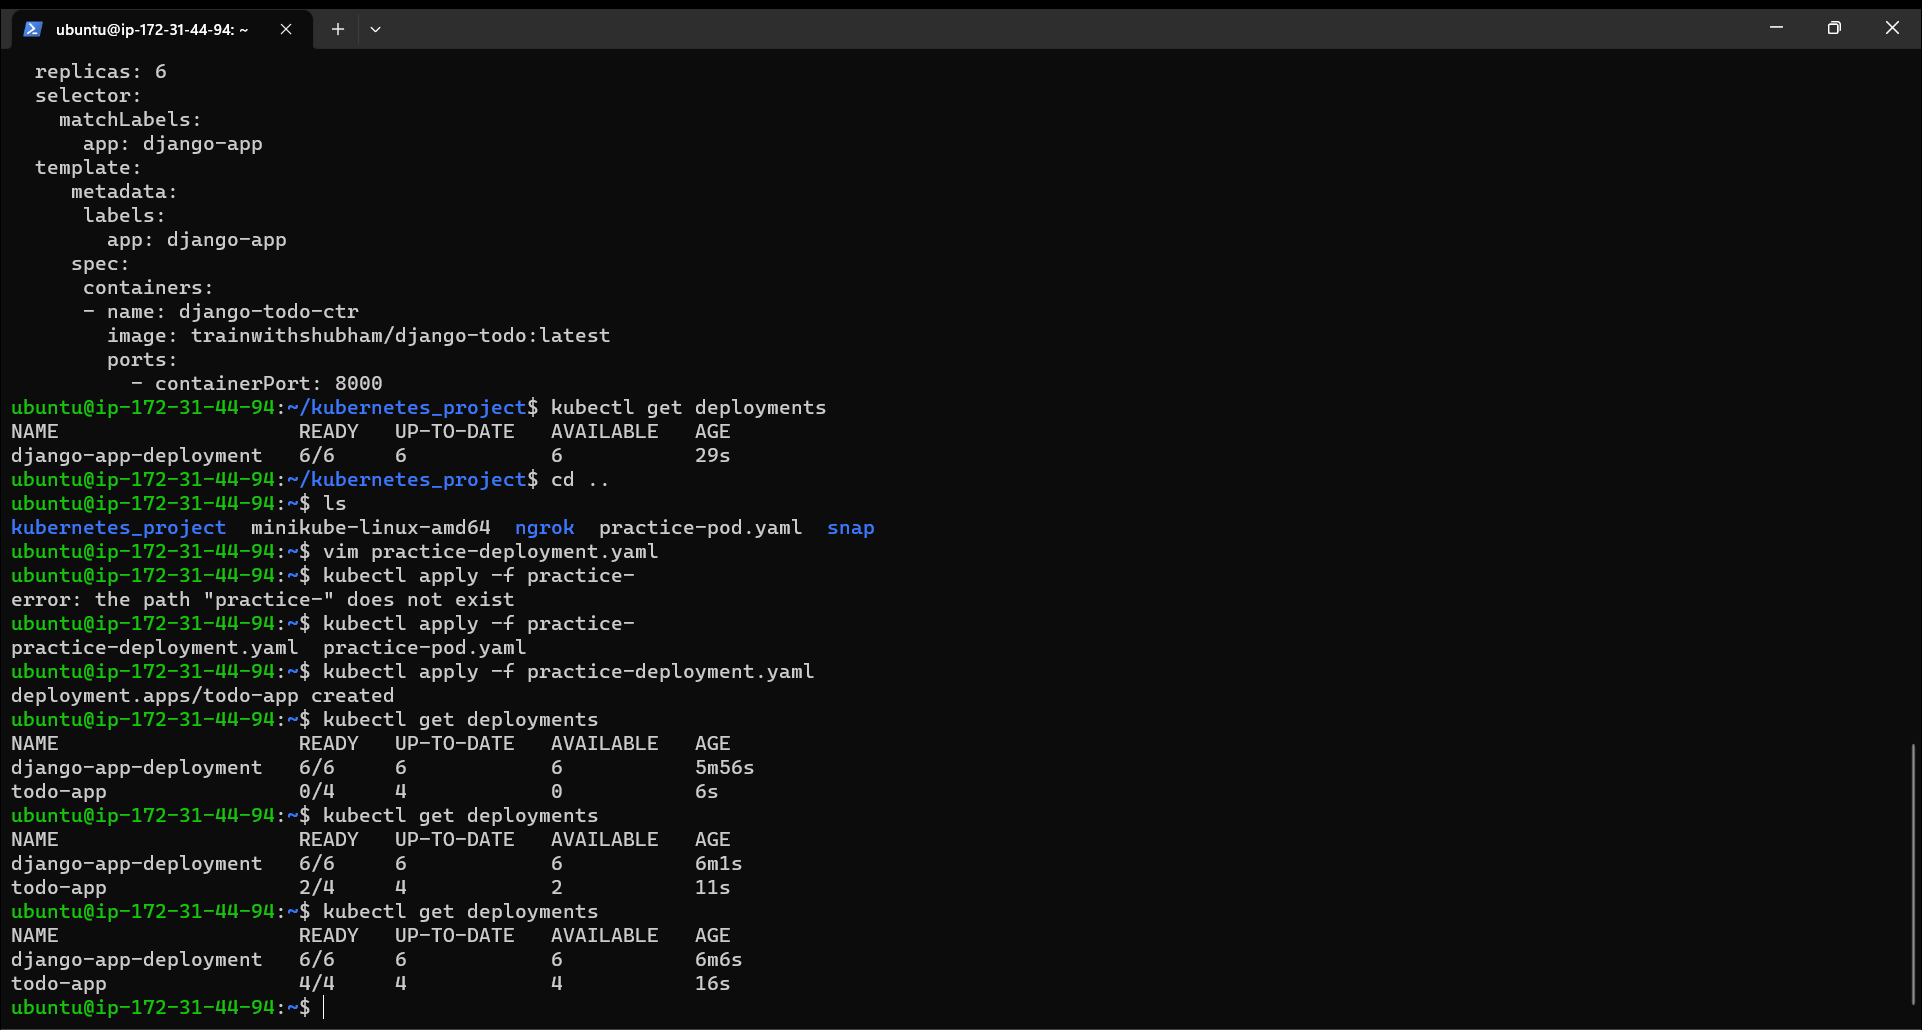 ubuntu@ip-172-31-44-94: ~
  replicas: 6
  selector:
    matchLabels:
      app: django-app
  template:
     metadata:
      labels:
        app: django-app
     spec:
      containers:
      - name: django-todo-ctr
        image: trainwithshubham/django-todo:latest
        ports:
          - containerPort: 8000
ubuntu@ip-172-31-44-94:~/kubernetes_project$ kubectl get deployments
NAME                    READY   UP-TO-DATE   AVAILABLE   AGE
django-app-deployment   6/6     6            6           29s
ubuntu@ip-172-31-44-94:~/kubernetes_project$ cd ..
ubuntu@ip-172-31-44-94:~$ ls
kubernetes_project  minikube-linux-amd64  ngrok  practice-pod.yaml  snap
ubuntu@ip-172-31-44-94:~$ vim practice-deployment.yaml
ubuntu@ip-172-31-44-94:~$ kubectl apply -f practice-
error: the path "practice-" does not exist
ubuntu@ip-172-31-44-94:~$ kubectl apply -f practice-
practice-deployment.yaml  practice-pod.yaml
ubuntu@ip-172-31-44-94:~$ kubectl apply -f practice-deployment.yaml
deployment.apps/todo-app created
ubuntu@ip-172-31-44-94:~$ kubectl get deployments
NAME                    READY   UP-TO-DATE   AVAILABLE   AGE
django-app-deployment   6/6     6            6           5m56s
todo-app                0/4     4            0           6s
ubuntu@ip-172-31-44-94:~$ kubectl get deployments
NAME                    READY   UP-TO-DATE   AVAILABLE   AGE
django-app-deployment   6/6     6            6           6m1s
todo-app                2/4     4            2           11s
ubuntu@ip-172-31-44-94:~$ kubectl get deployments
NAME                    READY   UP-TO-DATE   AVAILABLE   AGE
django-app-deployment   6/6     6            6           6m6s
todo-app                4/4     4            4           16s
ubuntu@ip-172-31-44-94:~$